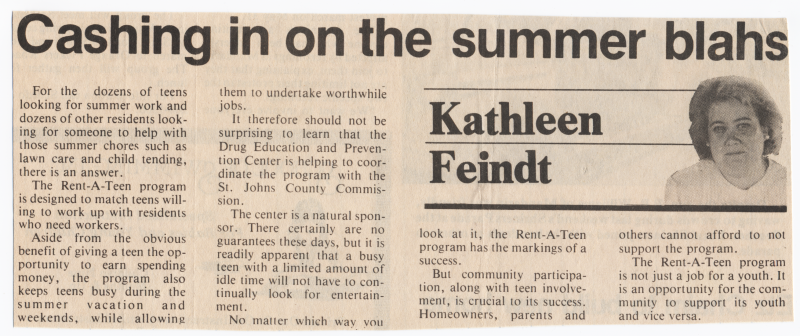 Cashing in on the summer blahs
For the dozens of teens
looking for summer work and
dozens of other residents look-
ing for someone to help with
those summer chores such as
lawn care and child tending,
there is an answer.
The Rent-A-Teen program
is designed to match teens will-
ing to work up with residents
who need workers.
Aside from the obvious
benefit of giving a teen the op-
portunity to earn spending
money, the program also
keeps teens busy during the
summer vacation and
weekends, while allowing
them to undertake worthwhile
jobs.
It therefore should not be
surprising to learn that the
Drug Education and Preven-
tion Center is helping to coor-
dinate the program with the
St. Johns County Commis-
sion.
The center is a natural spon-
sor. There certainly are no
guarantees these days, but it is
readily apparent that a busy
teen with a limited amount of
idle time will not have to con-
tinually look for entertain-
ment.
No matter which way you
Kathleen
Feindt
look at it, the Rent-A-Teen
program has the markings of a
success.
But community participa-
tion, along with teen involve-
ment, is crucial to its success.
Homeowners, parents and
others cannot afford to not
support the program.
The Rent-A-Teen program
is not just a job for a youth. It
is an opportunity for the com-
munity to support its youth
and vice versa.